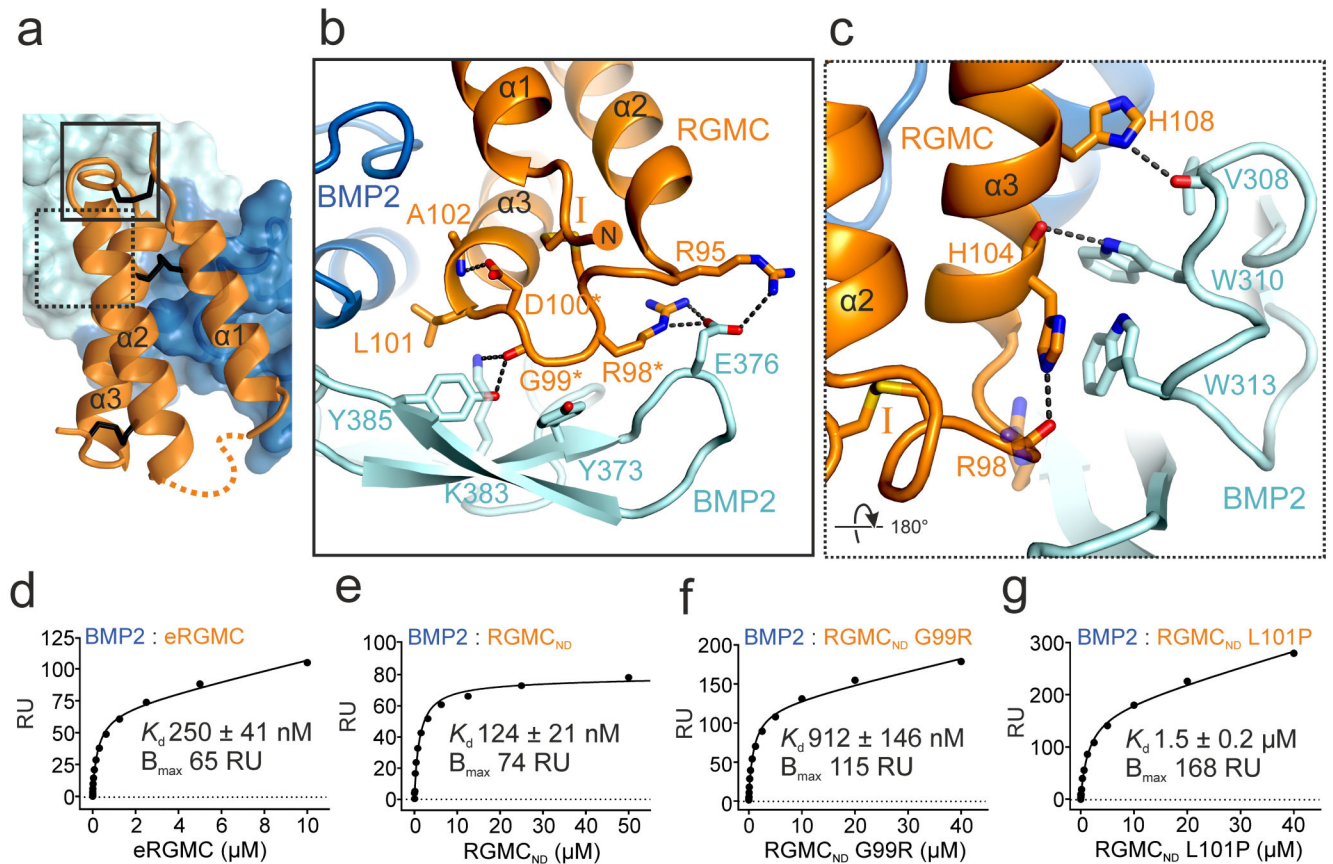 a
α2
α1
α3
b
α1
α2
RGMC
BMP2
α3
I
N
A102
R95
D100*
L101
G99*
R98*
E376
Y385
Y373
K383
BMP2
c
RGMC
H108
α3
V308
H104
W310
α2
W313
I
R98
BMP2
180°
d
BMP2 : eRGMC
RU
125
100
75
50
25
0
K_d 250 ± 41 nM
B_max 65 RU
0 2 4 6 8 10
eRGMC (µM)
e
BMP2 : RGMC_ND
RU
100
80
60
40
20
0
K_d 124 ± 21 nM
B_max 74 RU
0 10 20 30 40 50
RGMC_ND (µM)
f
BMP2 : RGMC_ND G99R
RU
200
150
100
50
0
K_d 912 ± 146 nM
B_max 115 RU
0 10 20 30 40
RGMC_ND G99R (µM)
g
BMP2 : RGMC_ND L101P
RU
300
200
100
0
K_d 1.5 ± 0.2 µM
B_max 168 RU
0 10 20 30 40
RGMC_ND L101P (µM)